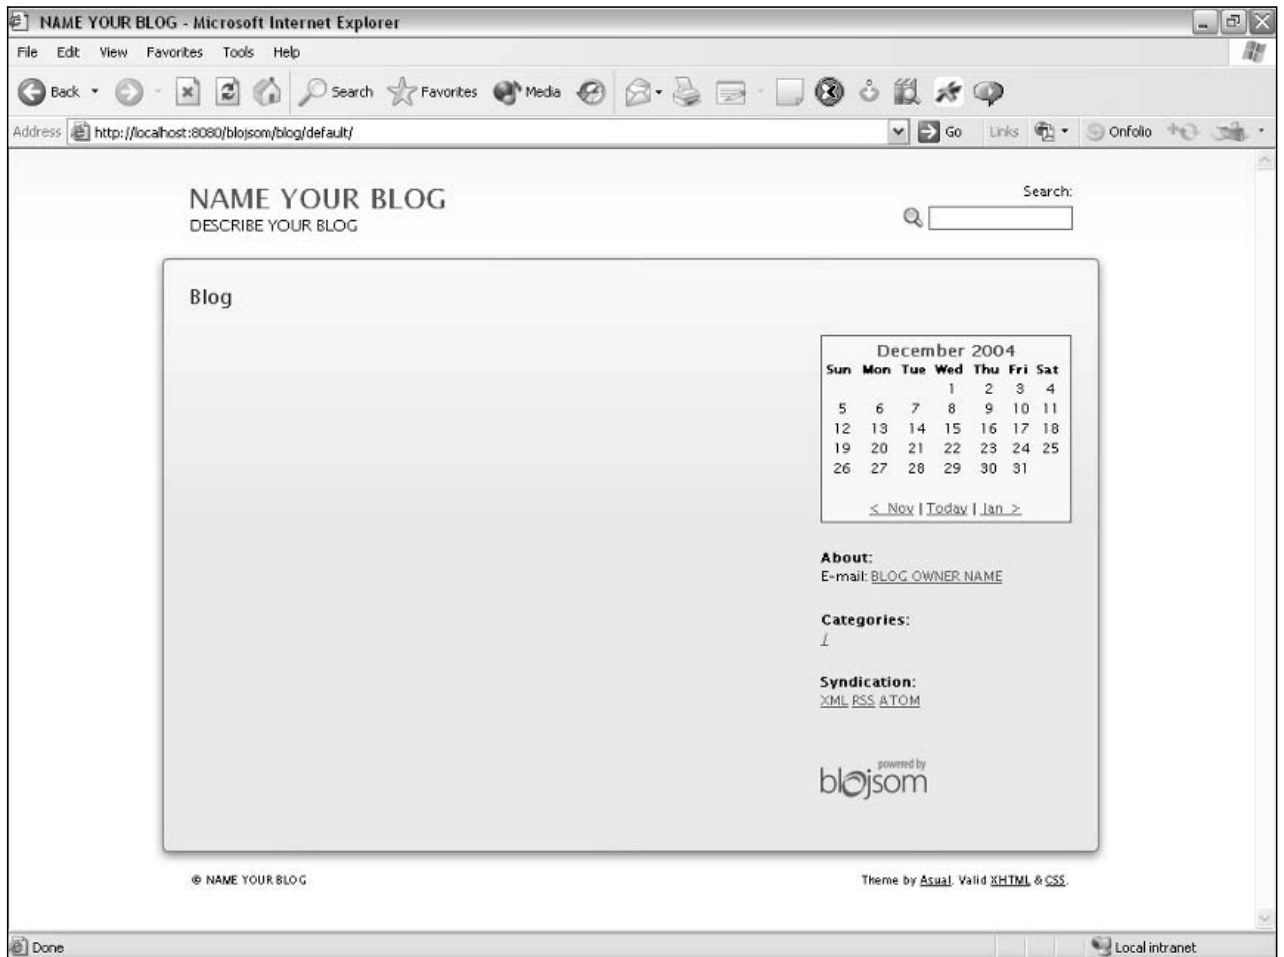 NAME YOUR BLOG - Microsoft Internet Explorer
File Edit View Favorites Tools Help
Back Search Favorites Media
Address http://localhost:8080/blojsom/blog/default/ Go Links Onfolio
NAME YOUR BLOG
DESCRIBE YOUR BLOG
Search:
Blog
December 2004
Sun Mon Tue Wed Thu Fri Sat
1 2 3 4
5 6 7 8 9 10 11
12 13 14 15 16 17 18
19 20 21 22 23 24 25
26 27 28 29 30 31
< Nov | Today | Jan >
About:
E-mail: BLOG OWNER NAME
Categories:
/
Syndication:
XML RSS ATOM
powered by
blojsom
© NAME YOUR BLOG
Theme by Asual. Valid XHTML & CSS.
Done
Local intranet